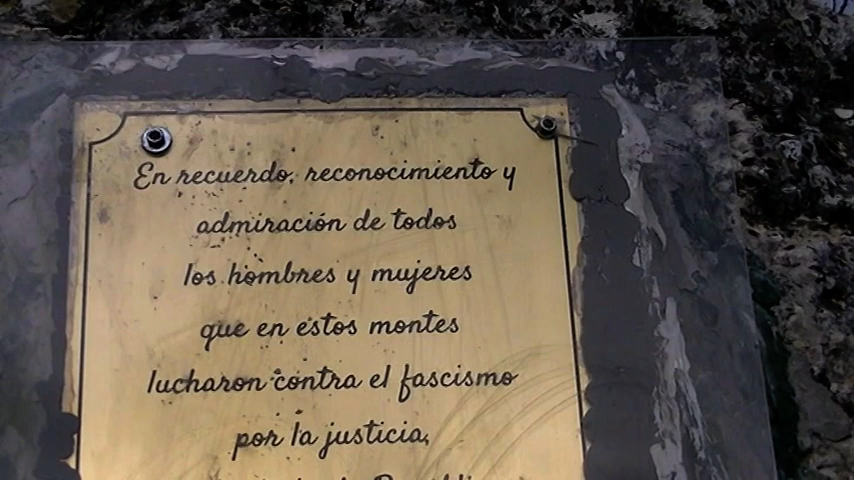 En recuerdo, reconocimiento y
admiración de todos
los hombres y mujeres
que en estos montes
lucharon contra el fascismo
por la justicia,